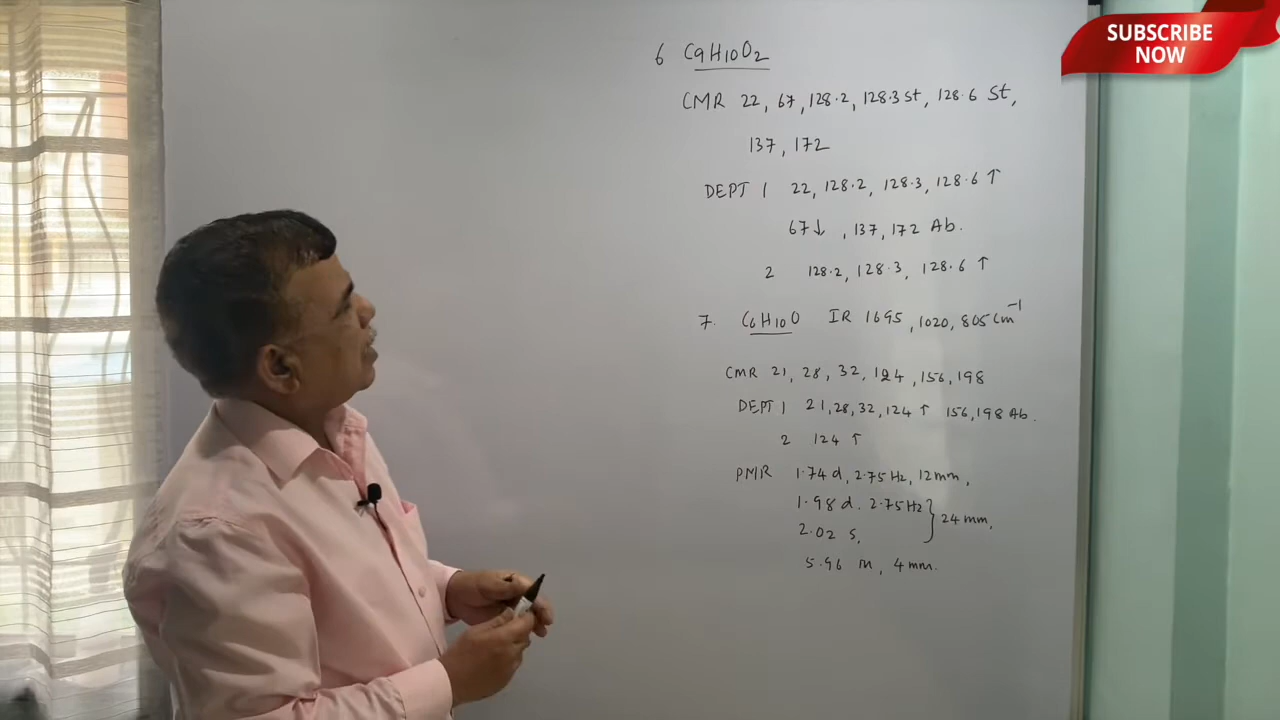 SUBSCRIBE
NOW
6 C9H10O2
CMR 22, 67, 128.2, 128.3 St, 128.6 St,
137, 172
DEPT 1 22, 128.2, 128.3, 128.6 ↑
67 ↓, 137, 172 Ab.
2 128.2, 128.3, 128.6 ↑
7. C6H10O IR 1695, 1020, 805 cm⁻¹
CMR 21, 28, 32, 124, 156, 198
DEPT 1 21, 28, 32, 124 ↑ 156, 198 Ab.
2 124 ↑
PMR 1.74 d, 2.75 Hz, 12mm,
1.98 d. 2.75 Hz
2.02 s, } 24 mm,
5.96 m, 4mm.